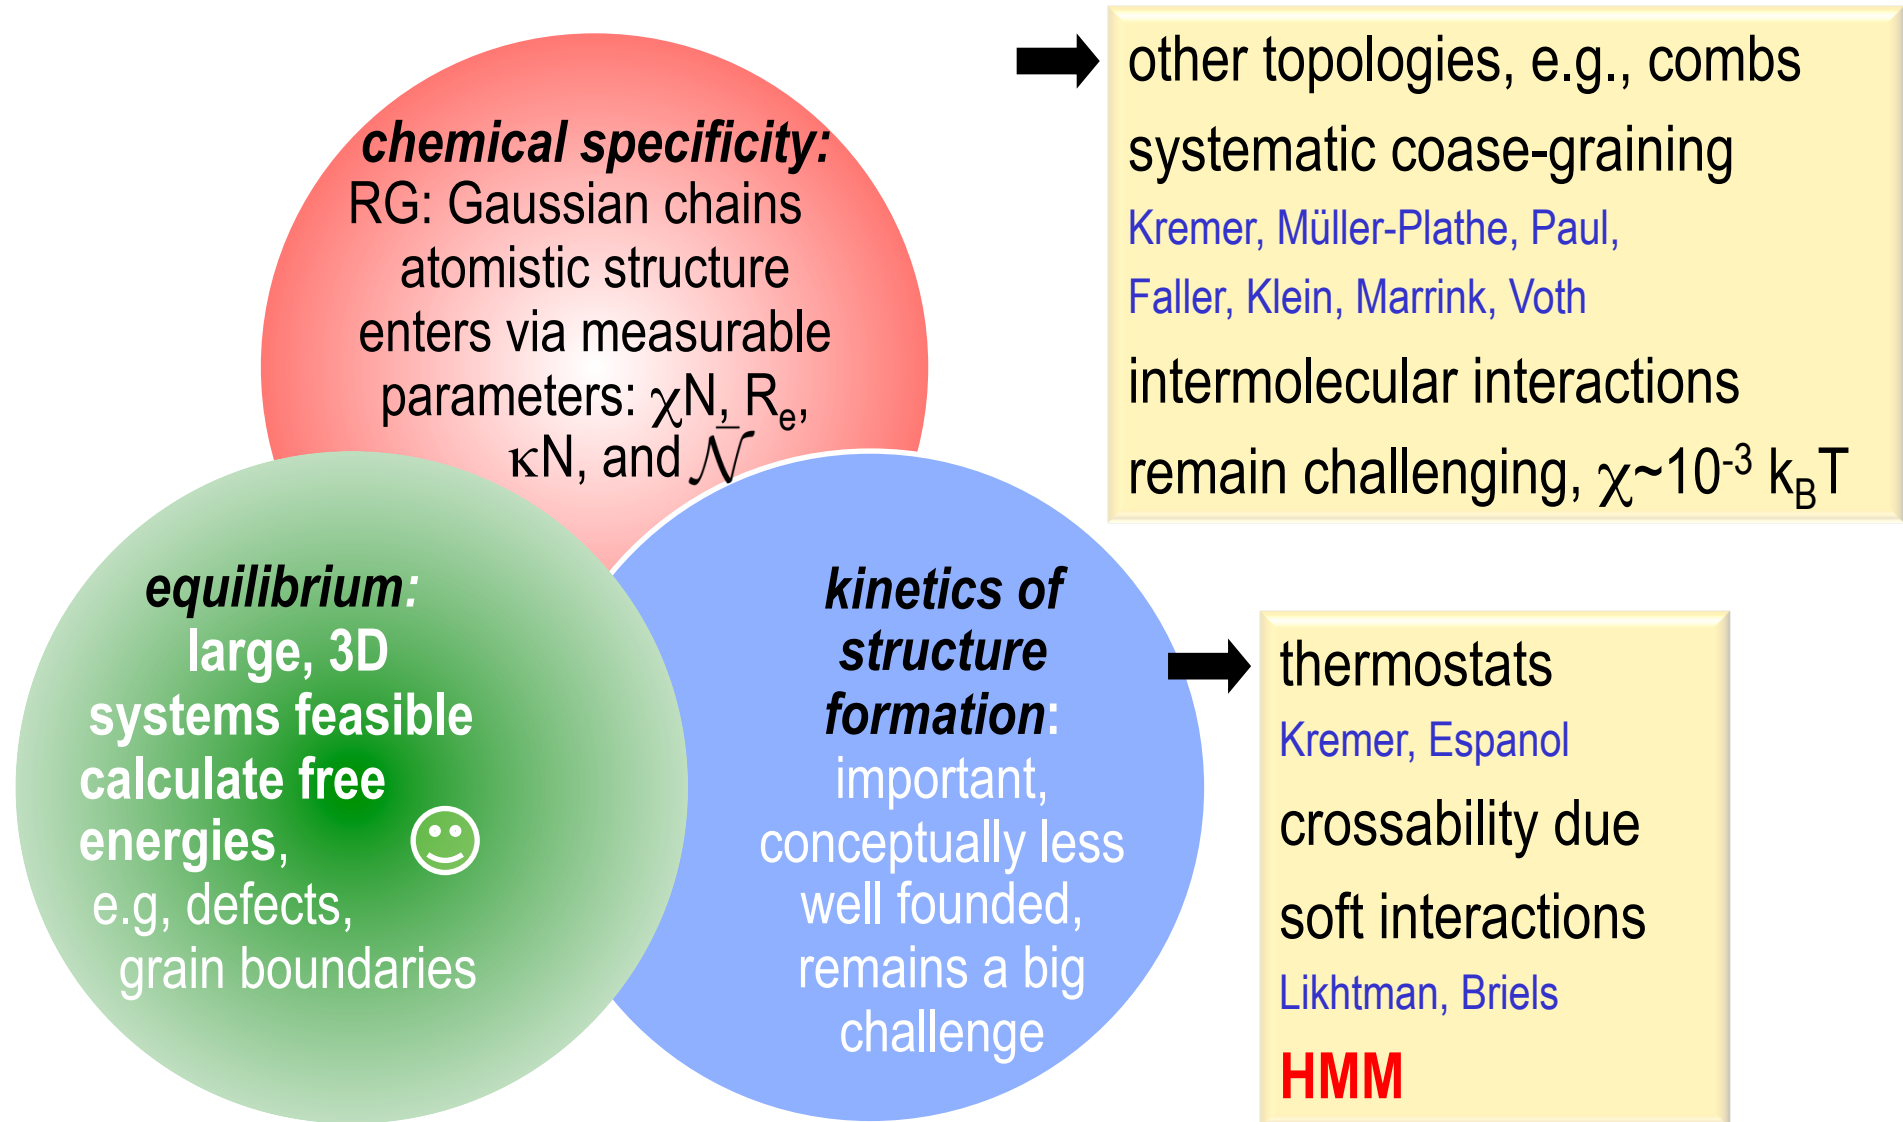 chemical specificity:
RG: Gaussian chains
atomistic structure
enters via measurable
parameters: χN, Rₑ,
κN, and 𝒩̄
equilibrium:
large, 3D
systems feasible
calculate free
energies,
e.g, defects,
grain boundaries
kinetics of
structure
formation:
important,
conceptually less
well founded,
remains a big
challenge
other topologies, e.g., combs
systematic coase-graining
Kremer, Müller-Plathe, Paul,
Faller, Klein, Marrink, Voth
intermolecular interactions
remain challenging, χ~10⁻³ k_BT
thermostats
Kremer, Espanol
crossability due
soft interactions
Likhtman, Briels
HMM